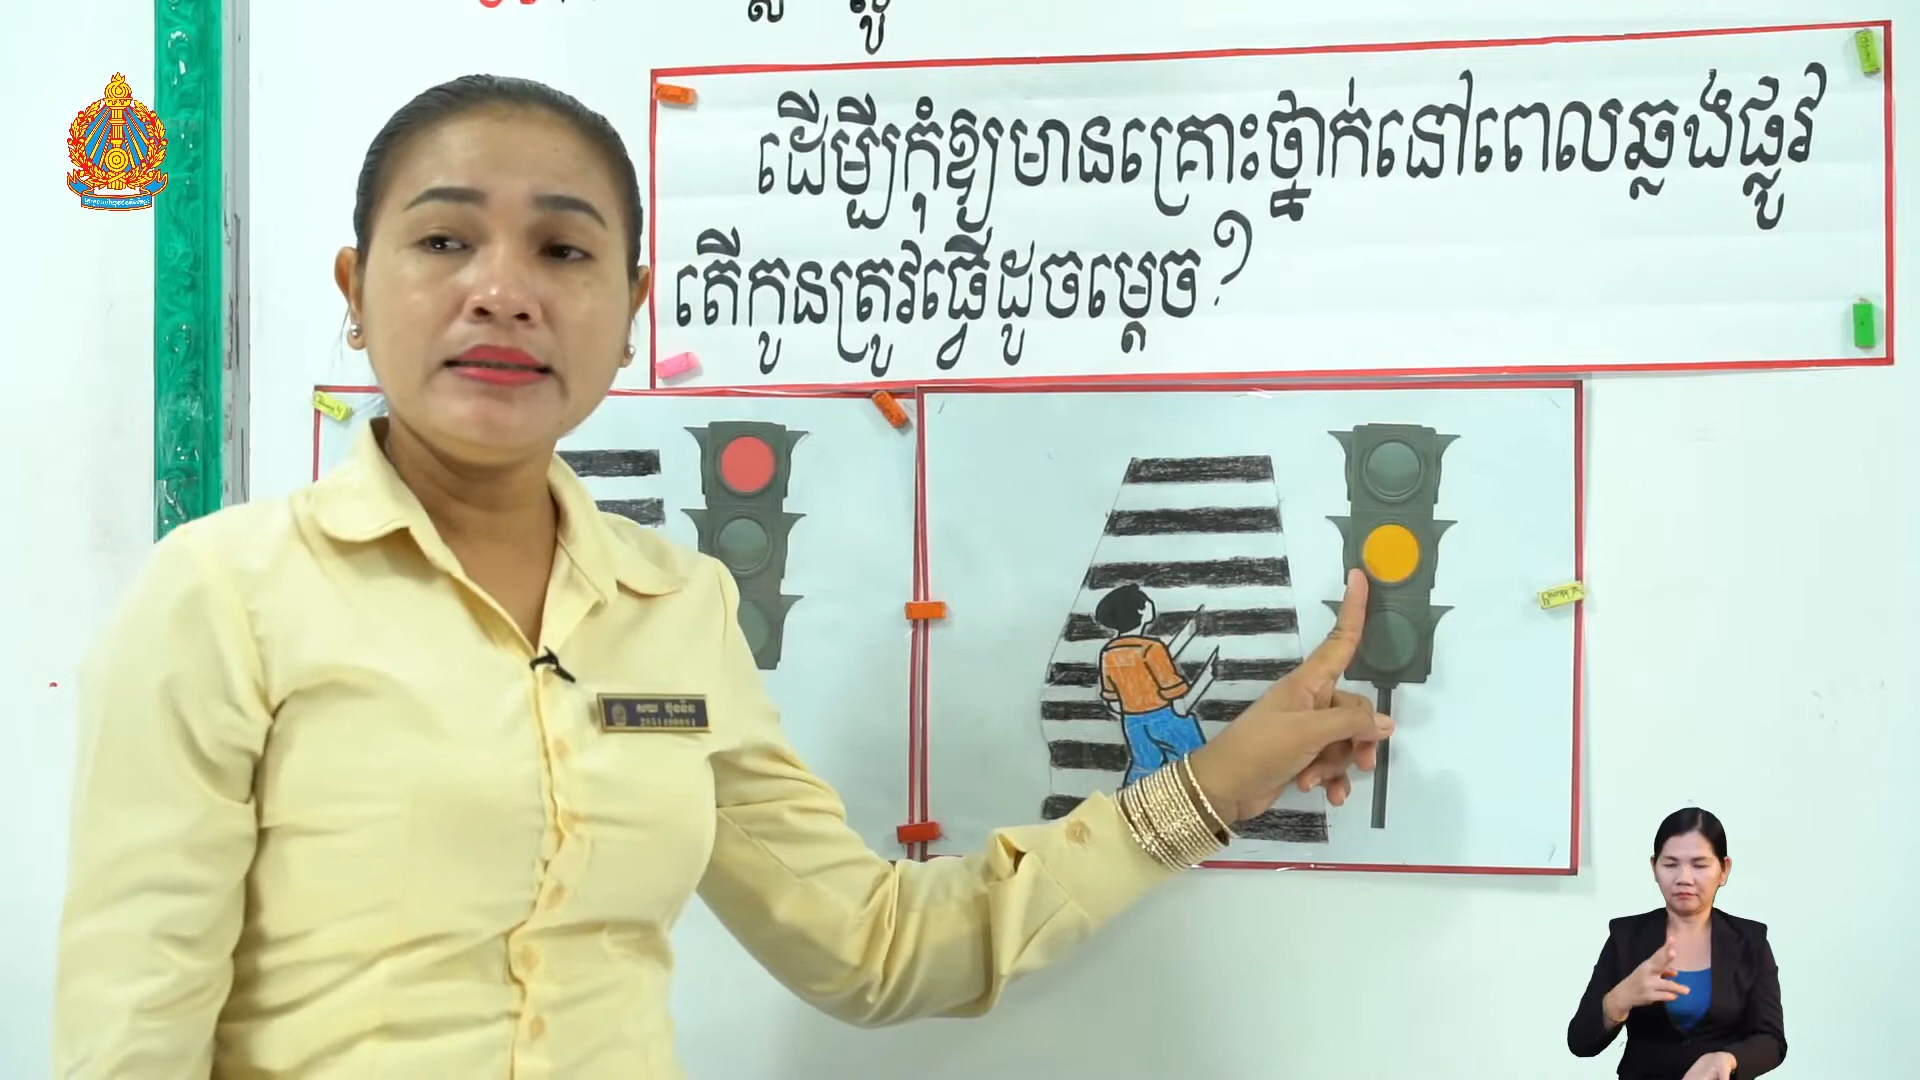 ដើម្បីកុំឱ្យមានគ្រោះថ្នាក់នៅពេលឆ្លងផ្លូវ
តើកូនត្រូវធ្វើដូចម្តេច?